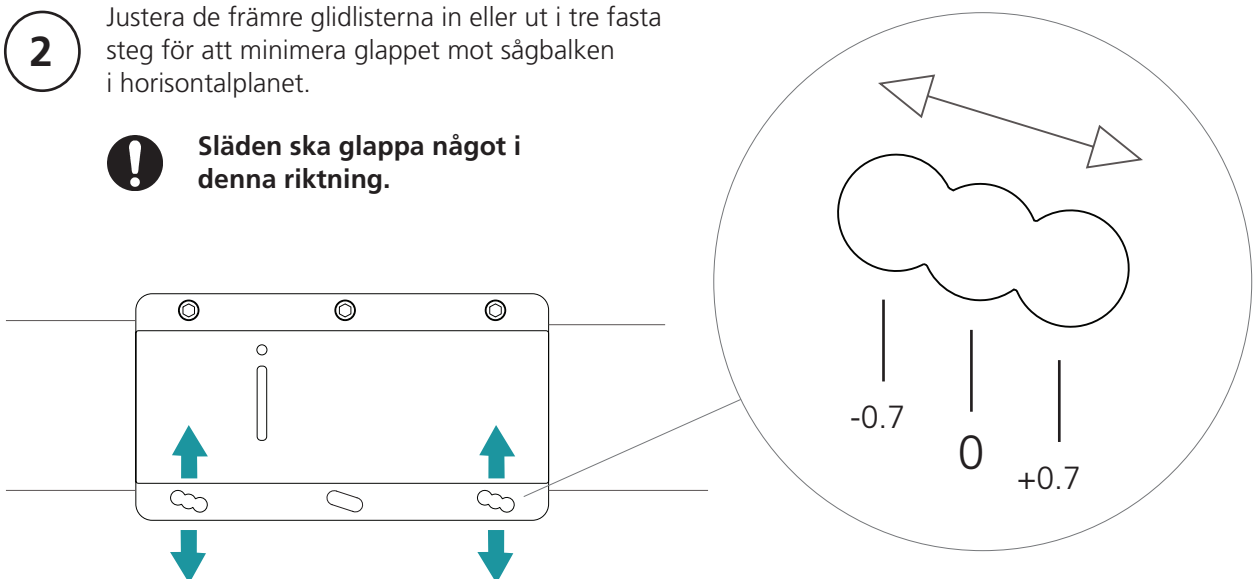 2
Justera de främre glidlisterna in eller ut i tre fasta
steg för att minimera glappet mot sågbalken
i horisontalplanet.
Släden ska glappa något i
denna riktning.
-0.7
0
+0.7